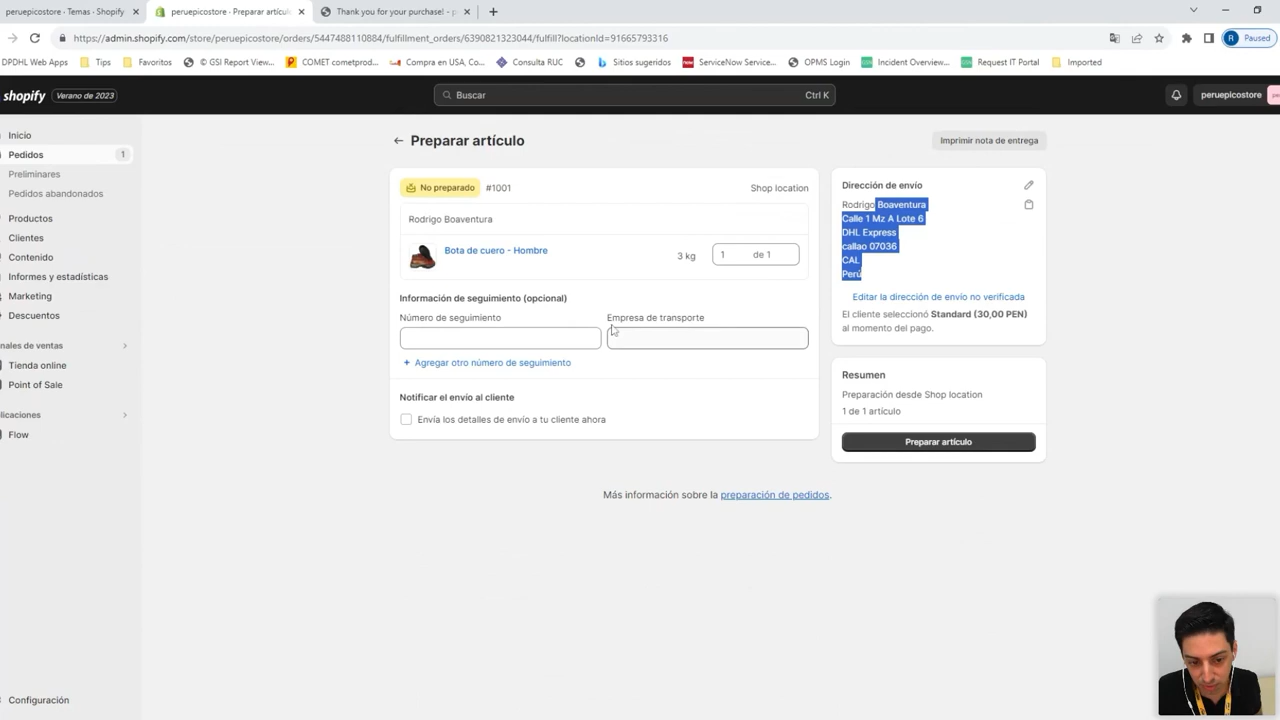 peruepicostore · Temas · Shopify
peruepicostore · Preparar artículo
Thank you for your purchase! - p
https://admin.shopify.com/store/peruepicostore/orders/5447488110884/fulfillment_orders/6390821323044/fulfill?locationId=91665793316
Paused
DPDHL Web Apps
Tips
Favoritos
© GSI Report View...
COMET cometprod...
Compra en USA, Co...
Consulta RUC
Sitios sugeridos
ServiceNow Service...
OPMS Login
Incident Overview...
Request IT Portal
Imported
shopify
Verano de 2023
Buscar
Ctrl K
peruepicostore
Inicio
Pedidos
1
Preliminares
Pedidos abandonados
Productos
Clientes
Contenido
Informes y estadísticas
Marketing
Descuentos
nales de ventas
Tienda online
Point of Sale
licaciones
Flow
Configuración
Preparar artículo
Imprimir nota de entrega
No preparado
#1001
Shop location
Rodrigo Boaventura
Bota de cuero - Hombre
3 kg
1 de 1
Información de seguimiento (opcional)
Número de seguimiento
Empresa de transporte
+ Agregar otro número de seguimiento
Notificar el envío al cliente
Envía los detalles de envío a tu cliente ahora
Dirección de envío
Rodrigo Boaventura
Calle 1 Mz A Lote 6
DHL Express
callao 07036
CAL
Perú
Editar la dirección de envío no verificada
El cliente seleccionó Standard (30,00 PEN)
al momento del pago.
Resumen
Preparación desde Shop location
1 de 1 artículo
Preparar artículo
Más información sobre la preparación de pedidos.